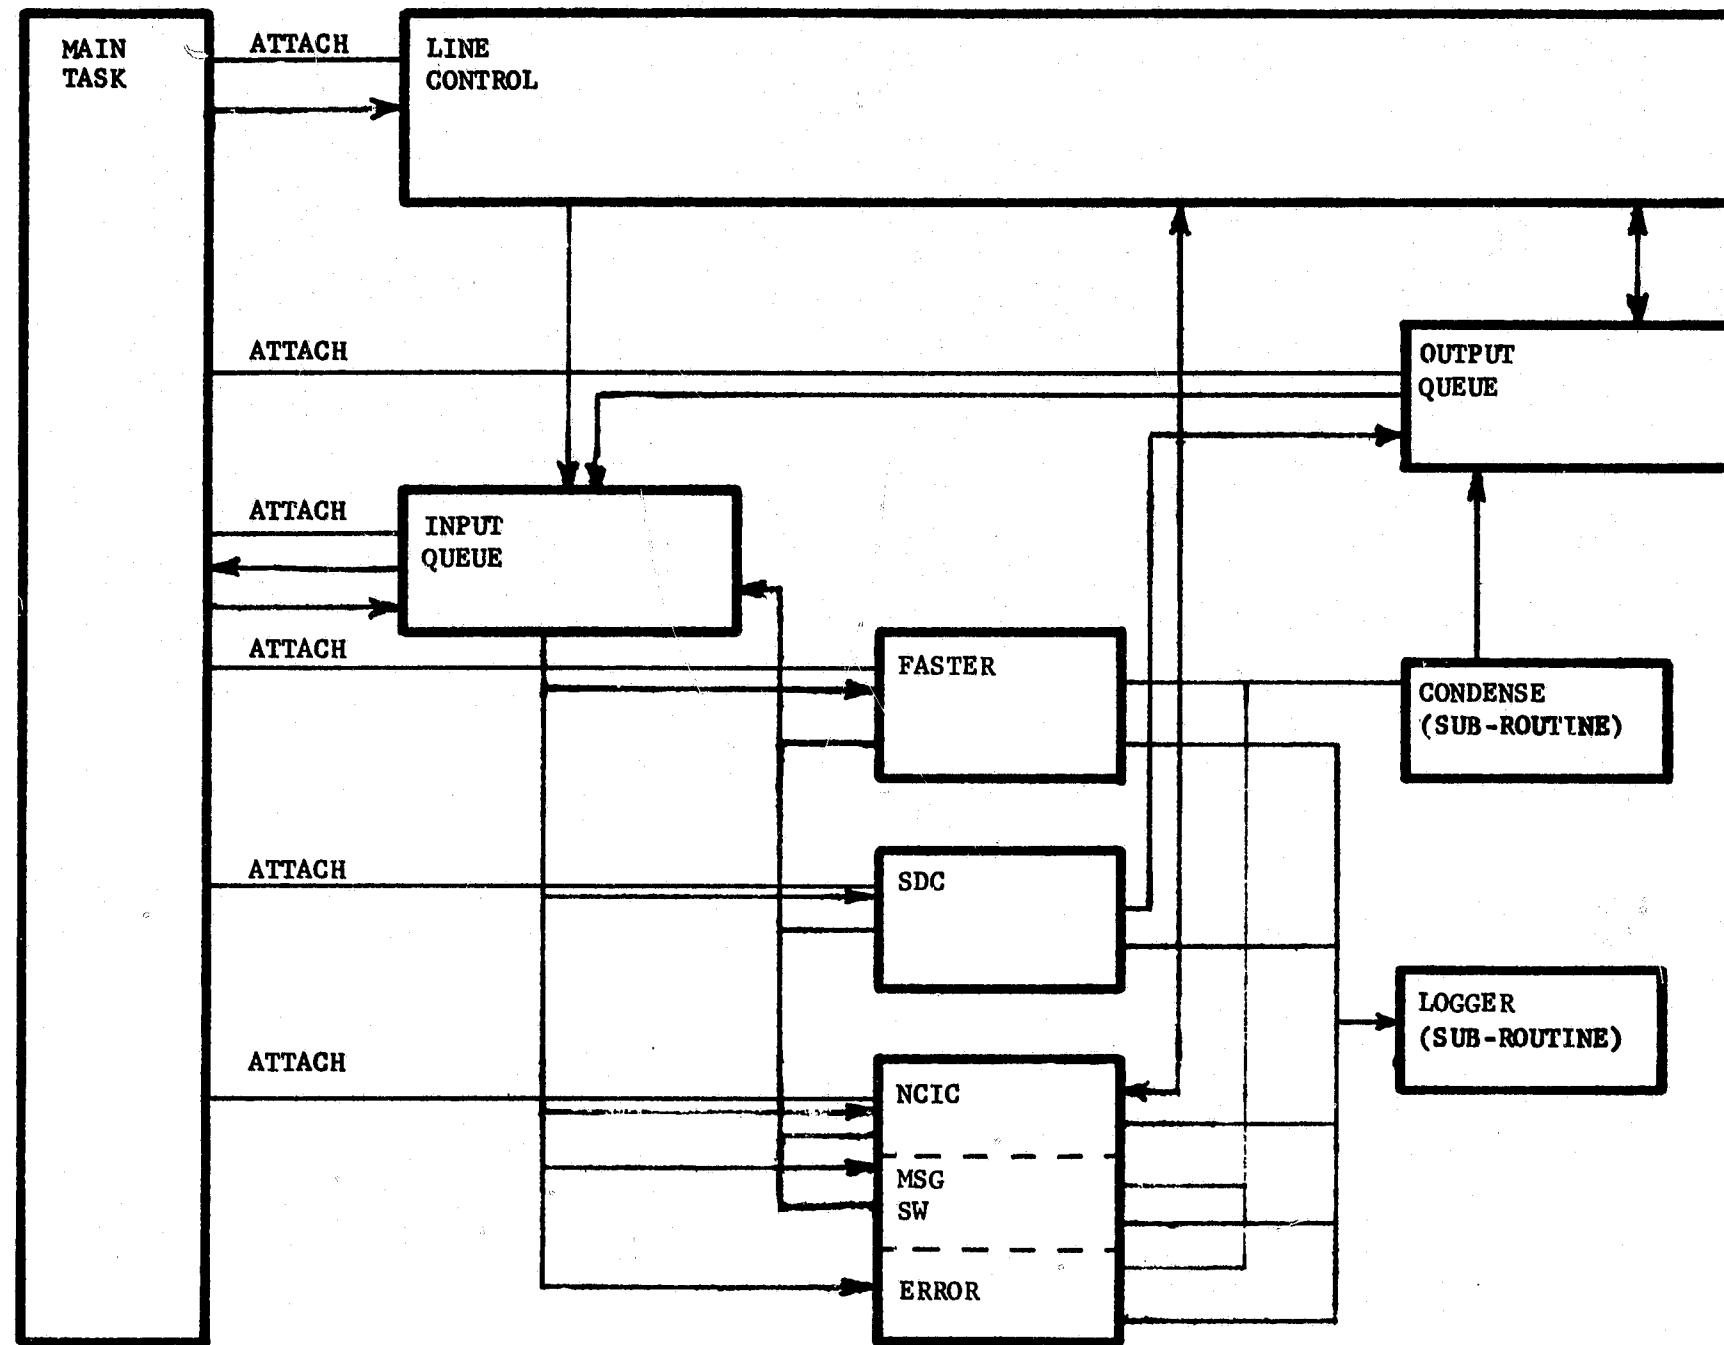 MAIN
TASK
ATTACH
LINE
CONTROL
ATTACH
OUTPUT
QUEUE
ATTACH
INPUT
QUEUE
ATTACH
FASTER
CONDENSE
(SUB-ROUTINE)
ATTACH
SDC
LOGGER
(SUB-ROUTINE)
ATTACH
NCIC
MSG
SW
ERROR